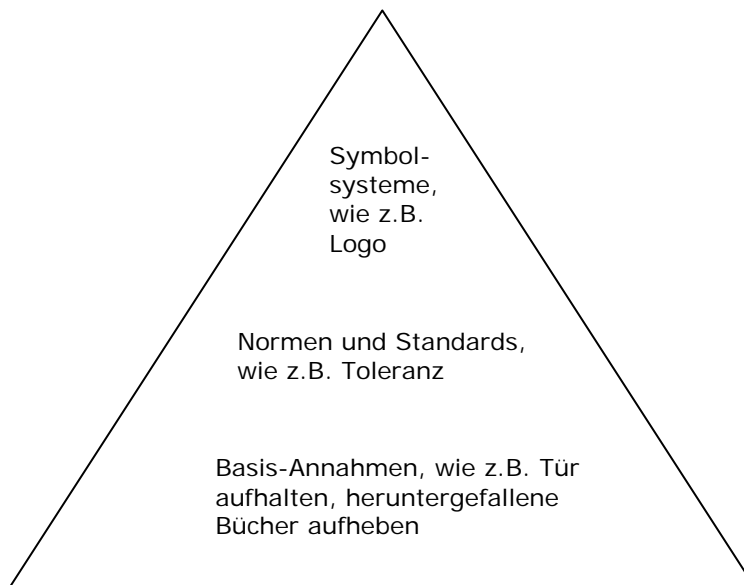 Symbol-
systeme,
wie z.B.
Logo
Normen und Standards,
wie z.B. Toleranz
Basis-Annahmen, wie z.B. Tür
aufhalten, heruntergefallene
Bücher aufheben